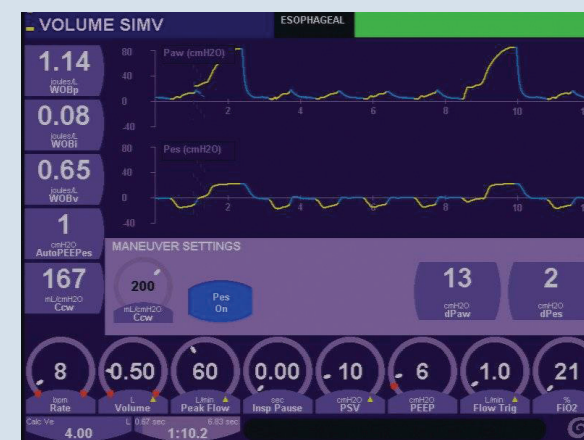 VOLUME SIMV
ESOPHAGEAL
1.14
joules/L
WOBp
0.08
joules/L
WOBi
0.65
joules/L
WOBv
1
cmH2O
AutoPEEPes
167
mL/cmH2O
Ccw
80
40
0
-40
Paw (cmH2O)
2
4
6
8
10
80
40
0
-40
Pes (cmH2O)
2
4
6
8
10
MANEUVER SETTINGS
200
mL/cmH2O
Ccw
Pes
On
13
cmH2O
dPaw
2
cmH2O
dPes
8
bpm
Rate
0.50
L
Volume
60
L/min
Peak Flow
0.00
sec
Insp Pause
10
cmH2O
PSV
6
cmH2O
PEEP
1.0
L/min
Flow Trig
21
%
FiO2
Calc Ve L 0.67 sec 6.83 sec
4.00 1:10.2